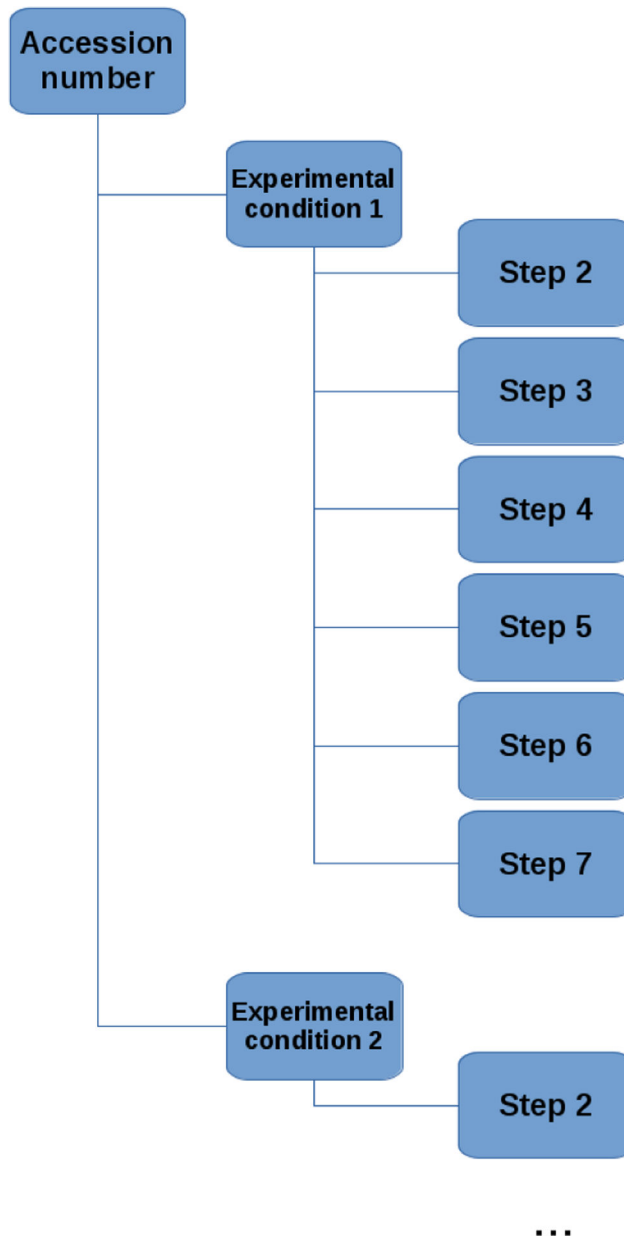 Accession
number
Experimental
condition 1
Step 2
Step 3
Step 4
Step 5
Step 6
Step 7
Experimental
condition 2
Step 2
...